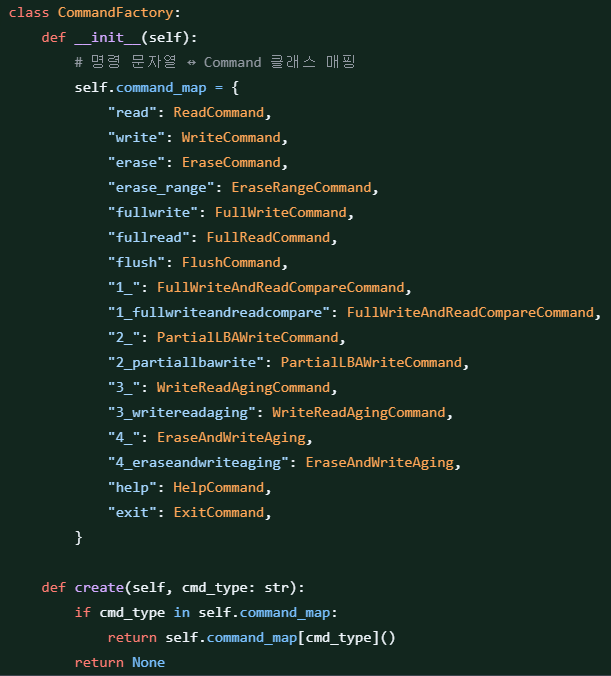 class CommandFactory:
    def __init__(self):
        # 명령 문자열 ↔ Command 클래스 매핑
        self.command_map = {
            "read": ReadCommand,
            "write": WriteCommand,
            "erase": EraseCommand,
            "erase_range": EraseRangeCommand,
            "fullwrite": FullWriteCommand,
            "fullread": FullReadCommand,
            "flush": FlushCommand,
            "1_": FullWriteAndReadCompareCommand,
            "1_fullwriteandreadcompare": FullWriteAndReadCompareCommand,
            "2_": PartialLBAWriteCommand,
            "2_partiallbawrite": PartialLBAWriteCommand,
            "3_": WriteReadAgingCommand,
            "3_writereadaging": WriteReadAgingCommand,
            "4_": EraseAndWriteAging,
            "4_eraseandwriteaging": EraseAndWriteAging,
            "help": HelpCommand,
            "exit": ExitCommand,
        }
    def create(self, cmd_type: str):
        if cmd_type in self.command_map:
            return self.command_map[cmd_type]()
        return None